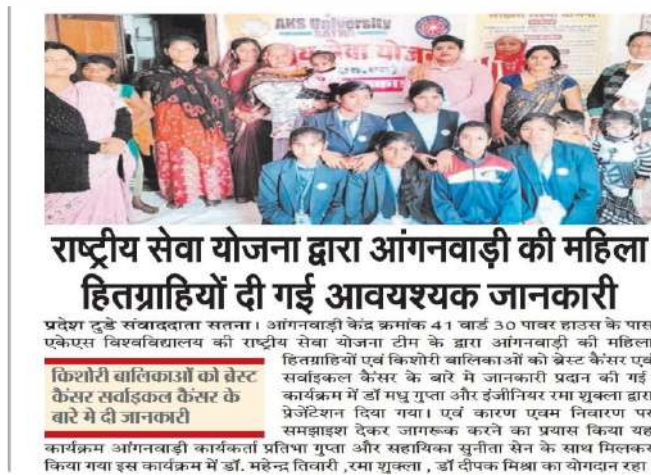 AKS University
SATNA
सेवा योजना
राष्ट्रीय सेवा योजना द्वारा आंगनवाड़ी की महिला
हितग्राहियों दी गई आवयश्यक जानकारी
प्रदेश टुडे संवाददाता सतना। आंगनवाड़ी केंद्र क्रमांक 41 वार्ड 30 पावर हाउस के पास
एकेएस विश्वविद्यालय की राष्ट्रीय सेवा योजना टीम के द्वारा आंगनवाड़ी की महिला
हितग्राहियों एवं किशोरी बालिकाओं को ब्रेस्ट कैंसर एवं
सर्वाइकल कैंसर के बारे मे जानकारी प्रदान की गई
कार्यक्रम में डॉ मधु गुप्ता और इंजीनियर रमा शुक्ला द्वारा
प्रेजेंटेशन दिया गया। एवं कारण एवम निवारण पर
समझाइश देकर जागरूक करने का प्रयास किया यह
किशोरी बालिकाओं को ब्रेस्ट
कैंसर सर्वाइकल कैंसर के
बारे मे दी जानकारी
कार्यक्रम आंगनवाड़ी कार्यकर्ता प्रतिभा गुप्ता और सहायिका सुनीता सेन के साथ मिलकर
किया गया इस कार्यक्रम में डॉ. महेन्द्र तिवारी ,रमा शुक्ला , डॉ दीपक मिश्रा का योगदान रहा।